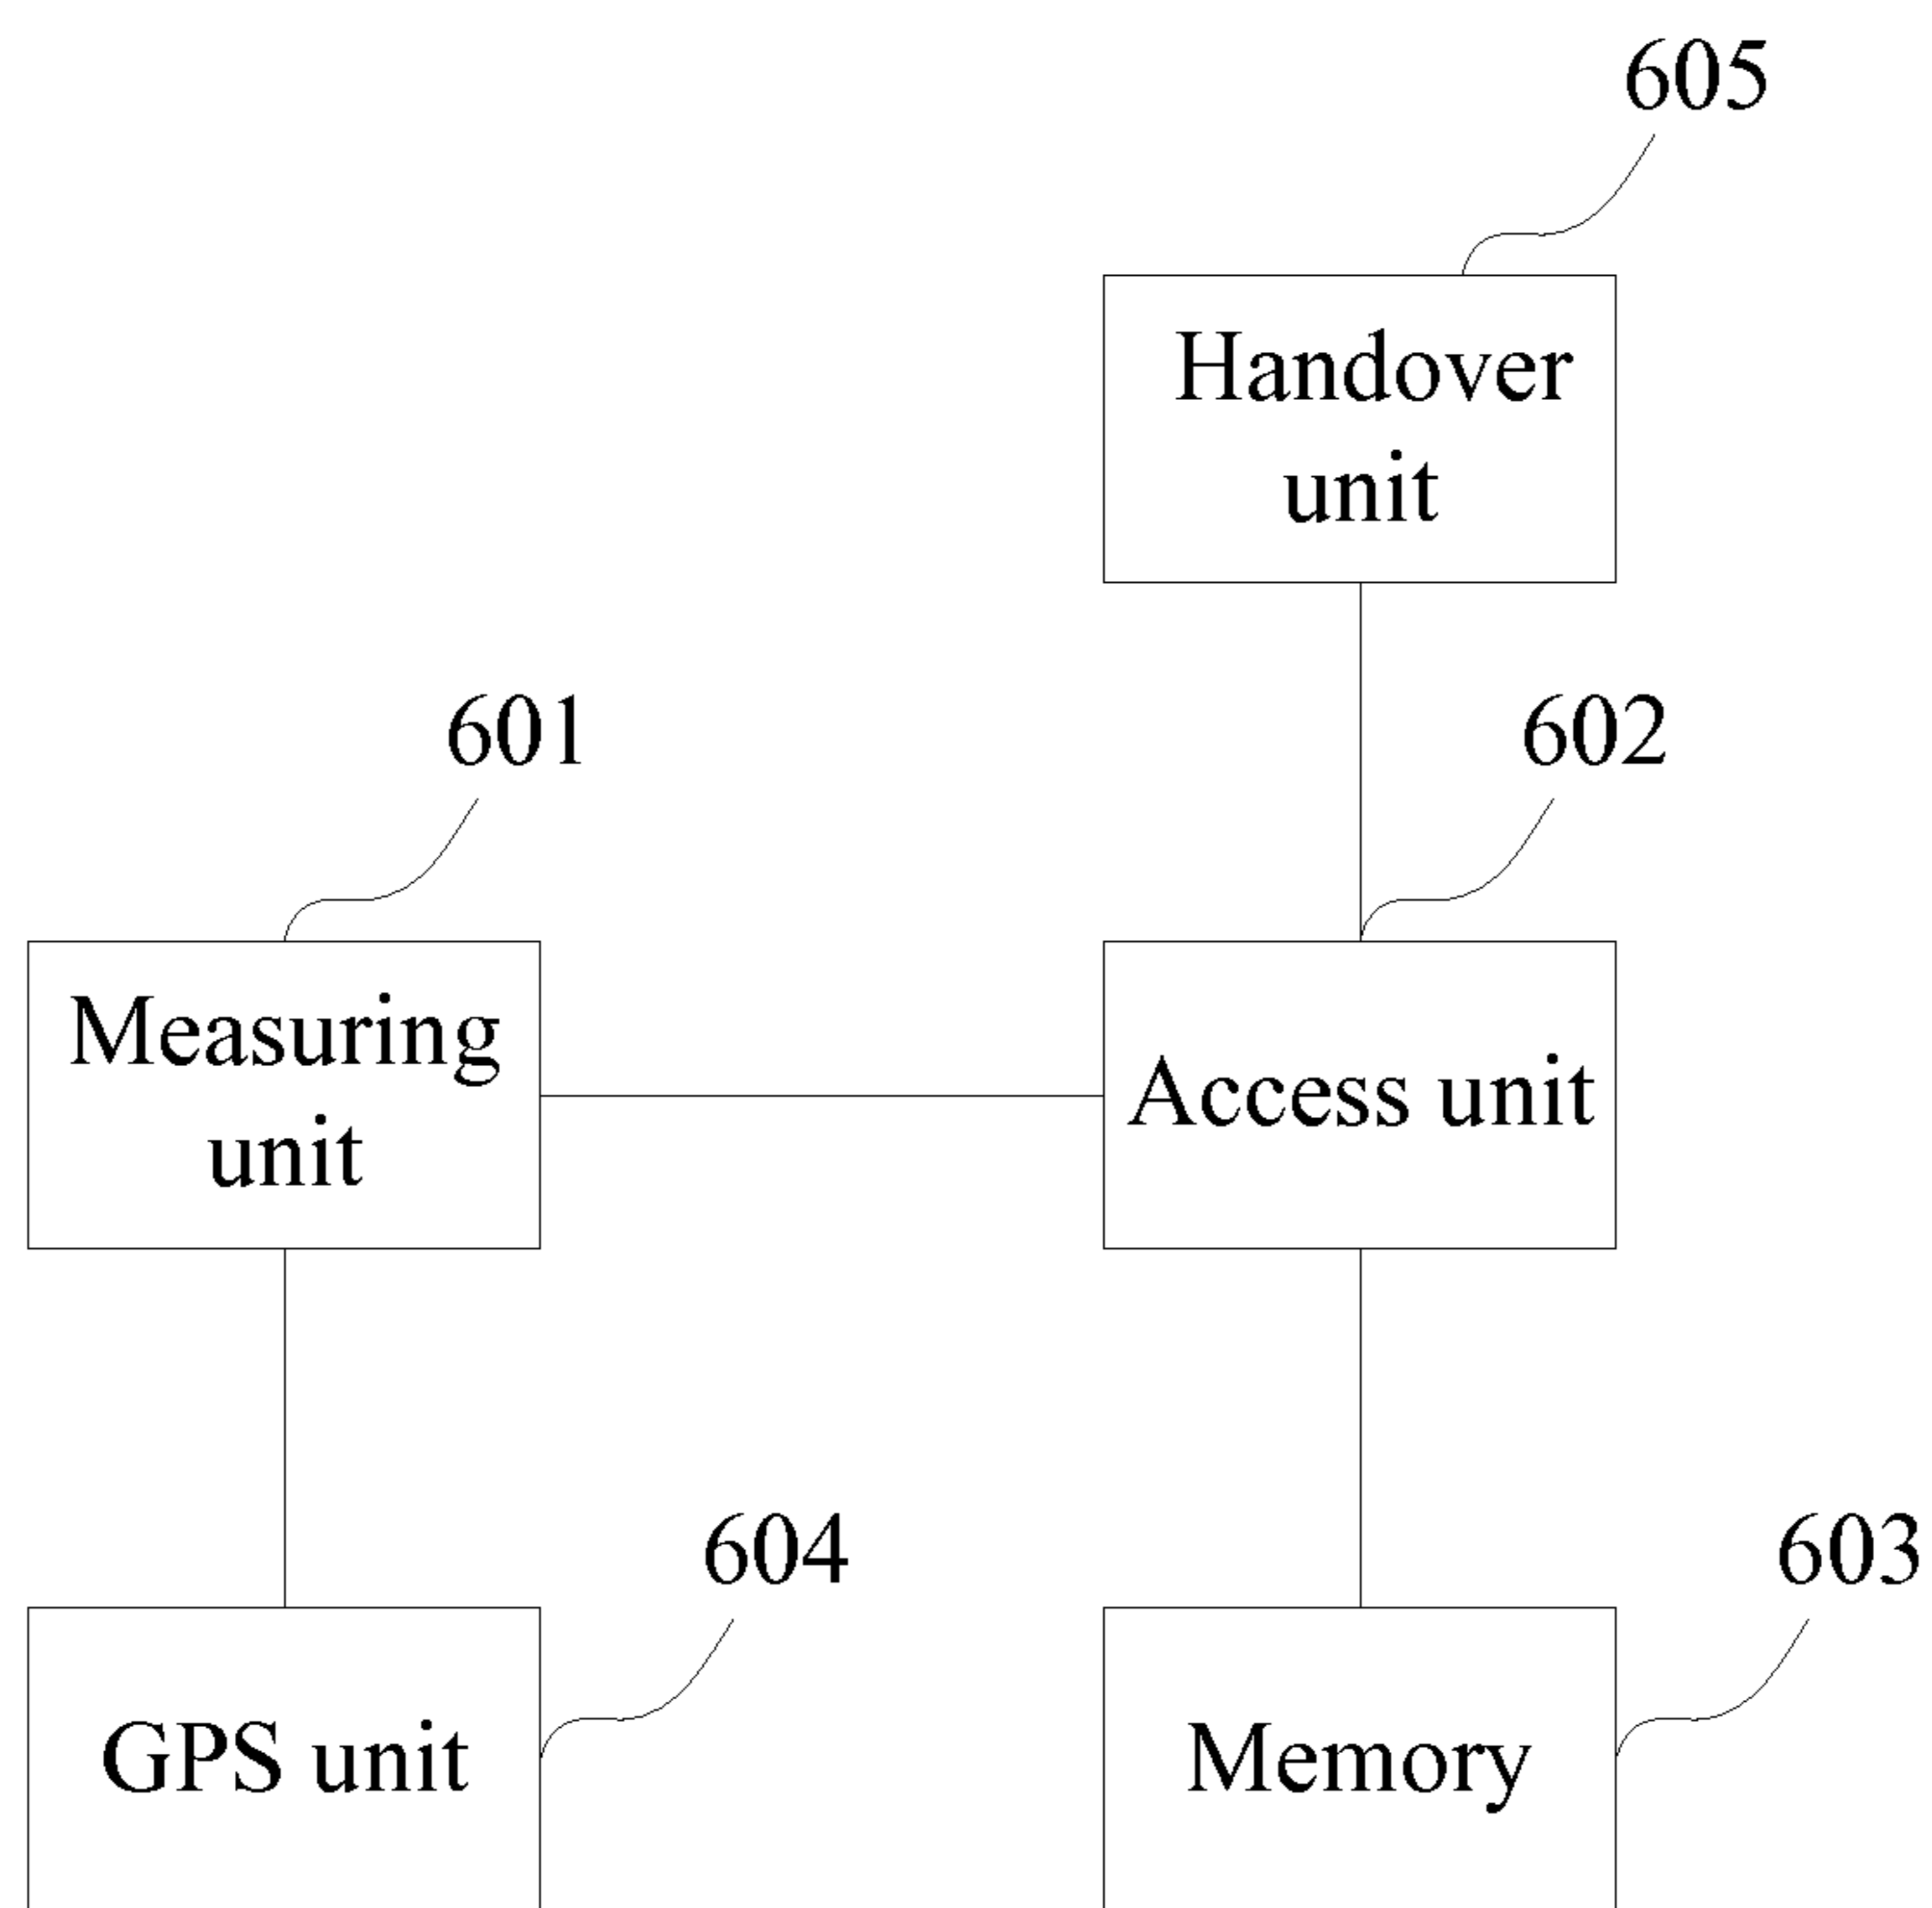 605
Handover
unit
601
602
Measuring
unit
Access unit
604
603
GPS unit
Memory